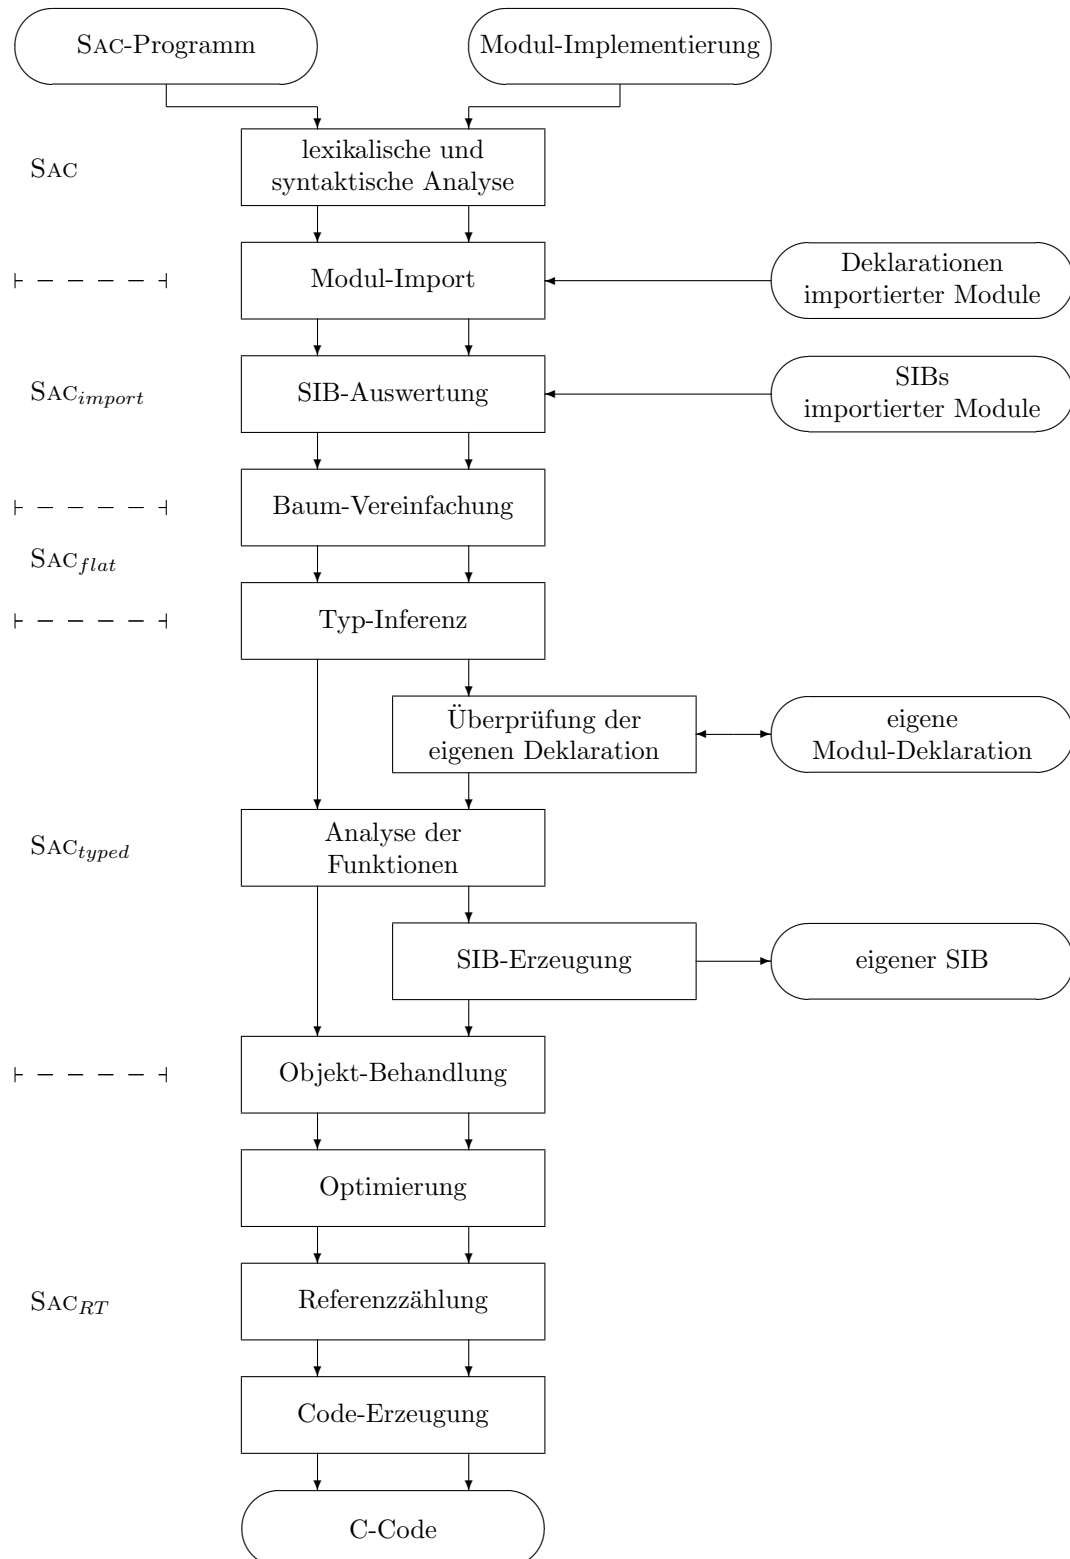 SAC-Programm
Modul-Implementierung
SAC
lexikalische und
syntaktische Analyse
Modul-Import
Deklarationen
importierter Module
SACimport
SIB-Auswertung
SIBs
importierter Module
Baum-Vereinfachung
SACflat
Typ-Inferenz
Überprüfung der
eigenen Deklaration
eigene
Modul-Deklaration
SACtyped
Analyse der
Funktionen
SIB-Erzeugung
eigener SIB
Objekt-Behandlung
Optimierung
SACRT
Referenzzählung
Code-Erzeugung
C-Code